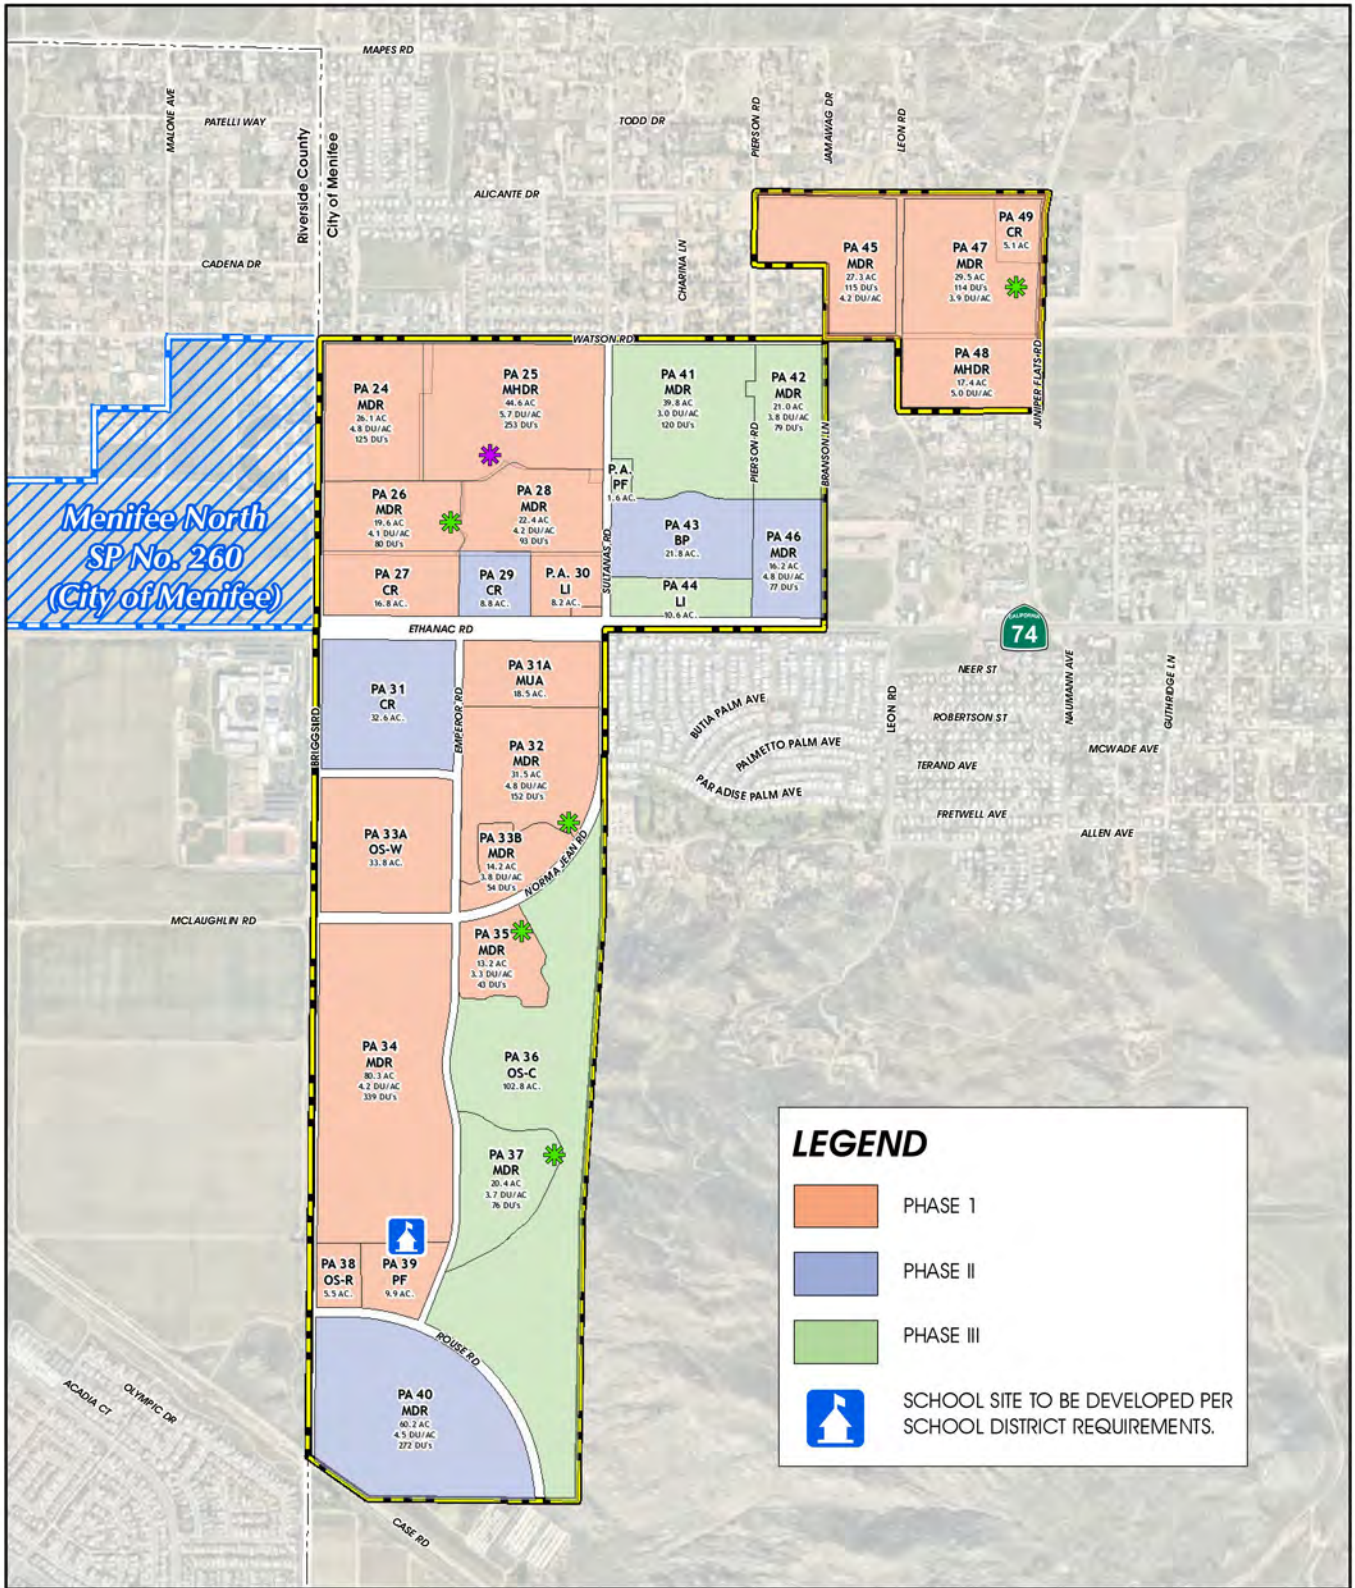 MAPES RD
MALONE AVE
PATELLI WAY
Riverside County
City of Menifee
TODD DR
PIERSON RD
JAMAWAG DR
LEON RD
ALICANTE DR
CADENA DR
CHARINA LN
PA 49
CR
5.1 AC
PA 45
MDR
27.3 AC
115 DU's
4.2 DU/AC
PA 47
MDR
29.5 AC
114 DU's
3.9 DU/AC
WATSON RD
PA 48
MHDR
17.4 AC
5.0 DU/AC
JUNIPER FLATS RD
PA 24
MDR
26.1 AC
4.8 DU/AC
125 DU's
PA 25
MHDR
44.6 AC
5.7 DU/AC
253 DU's
PA 41
MDR
39.8 AC
3.0 DU/AC
120 DU's
PA 42
MDR
21.0 AC
3.8 DU/AC
79 DU's
PIERSON RD
BRANSON LN
P.A.
PF
1.6 AC.
Menifee North
SP No. 260
(City of Menifee)
PA 26
MDR
19.6 AC
4.1 DU/AC
80 DU's
PA 28
MDR
22.4 AC
4.2 DU/AC
93 DU's
SULTANAS RD
PA 43
BP
21.8 AC.
PA 46
MDR
16.2 AC
4.8 DU/AC
77 DU's
PA 27
CR
16.8 AC.
PA 29
CR
8.8 AC.
P.A. 30
LI
8.2 AC.
PA 44
LI
10.6 AC.
ETHANAC RD
CALIFORNIA
74
BRIGGS RD
PA 31
CR
32.6 AC.
EMPEROR RD
PA 31A
MUA
18.5 AC.
PA 32
MDR
31.5 AC
4.8 DU/AC
152 DU's
BUTIA PALM AVE
PALMETTO PALM AVE
PARADISE PALM AVE
LEON RD
NEER ST
NAUMANN AVE
GUTHRIDGE LN
ROBERTSON ST
MCWADE AVE
TERAND AVE
FRETWELL AVE
ALLEN AVE
PA 33A
OS-W
33.8 AC.
PA 33B
MDR
14.2 AC
3.8 DU/AC
54 DU's
NORMA JEAN RD
MCLAUGHLIN RD
PA 35
MDR
13.2 AC
3.3 DU/AC
43 DU's
PA 34
MDR
80.3 AC
4.2 DU/AC
339 DU's
PA 36
OS-C
102.8 AC.
PA 37
MDR
20.4 AC
3.7 DU/AC
76 DU's
PA 38
OS-R
5.5 AC.
PA 39
PF
9.9 AC.
ROUSE RD
PA 40
MDR
60.2 AC
4.5 DU/AC
272 DU's
ACADIA CT
OLYMPIC DR
CASE RD
LEGEND
PHASE 1
PHASE II
PHASE III
SCHOOL SITE TO BE DEVELOPED PER
SCHOOL DISTRICT REQUIREMENTS.